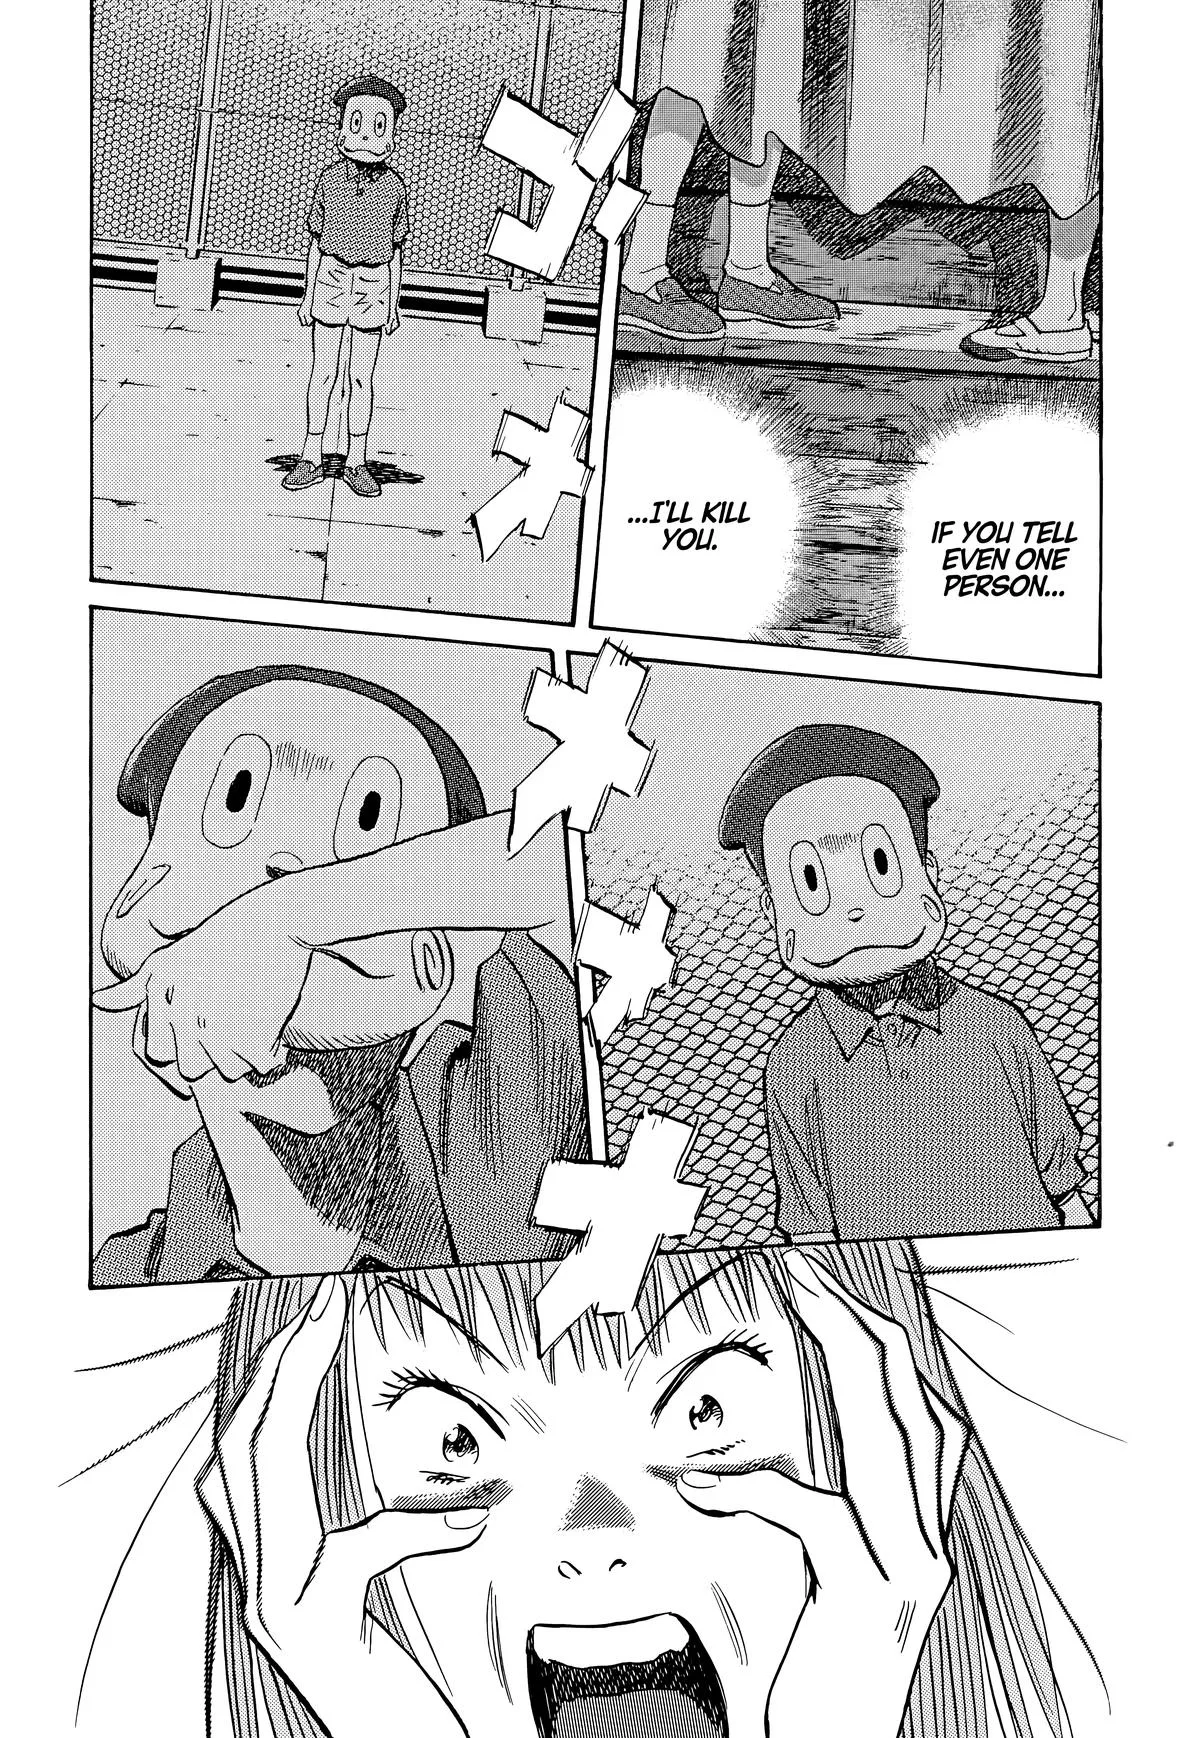 IF YOU TELL
EVEN ONE
PERSON...
...I'LL KILL
YOU.
ゴ
オ
オ
オ
オ